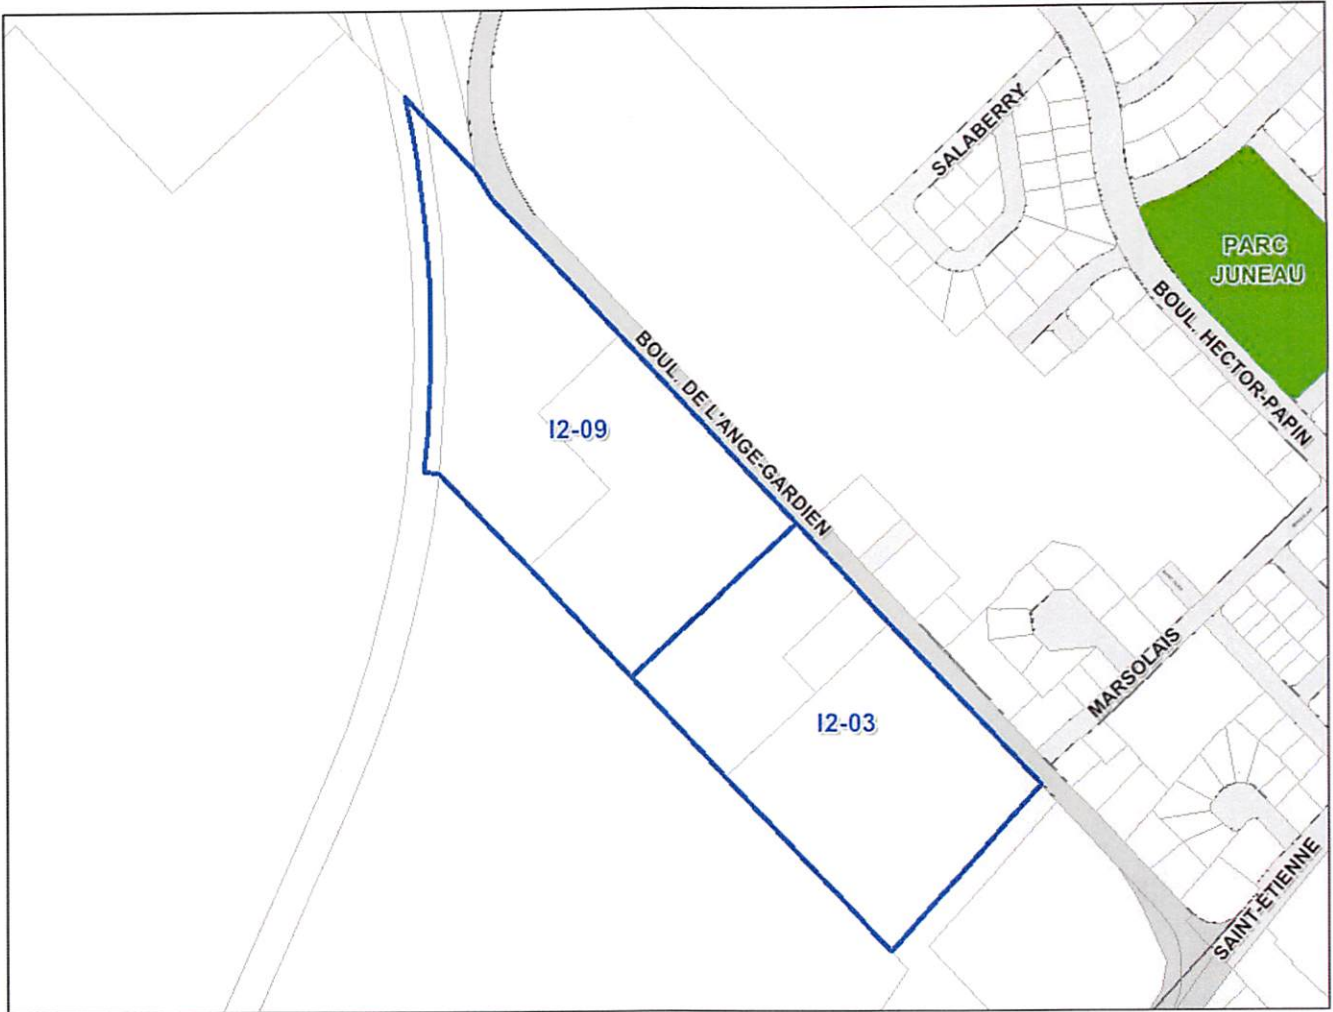 SALABERRY
PARC
JUNEAU
BOUL. HECTOR-PAPIN
BOUL. DE L'ANGE-GARDIEN
I2-09
I2-03
MARSOLAIS
SAINT-ÉTIENNE